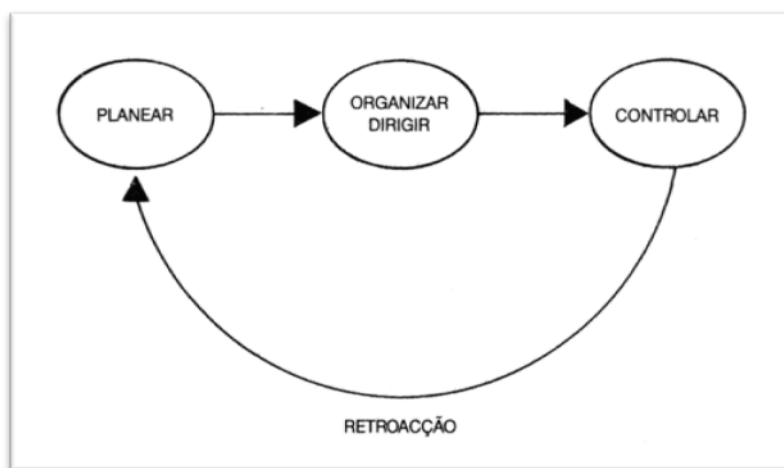 PLANEAR
ORGANIZAR
DIRIGIR
CONTROLAR
RETROACÇÃO